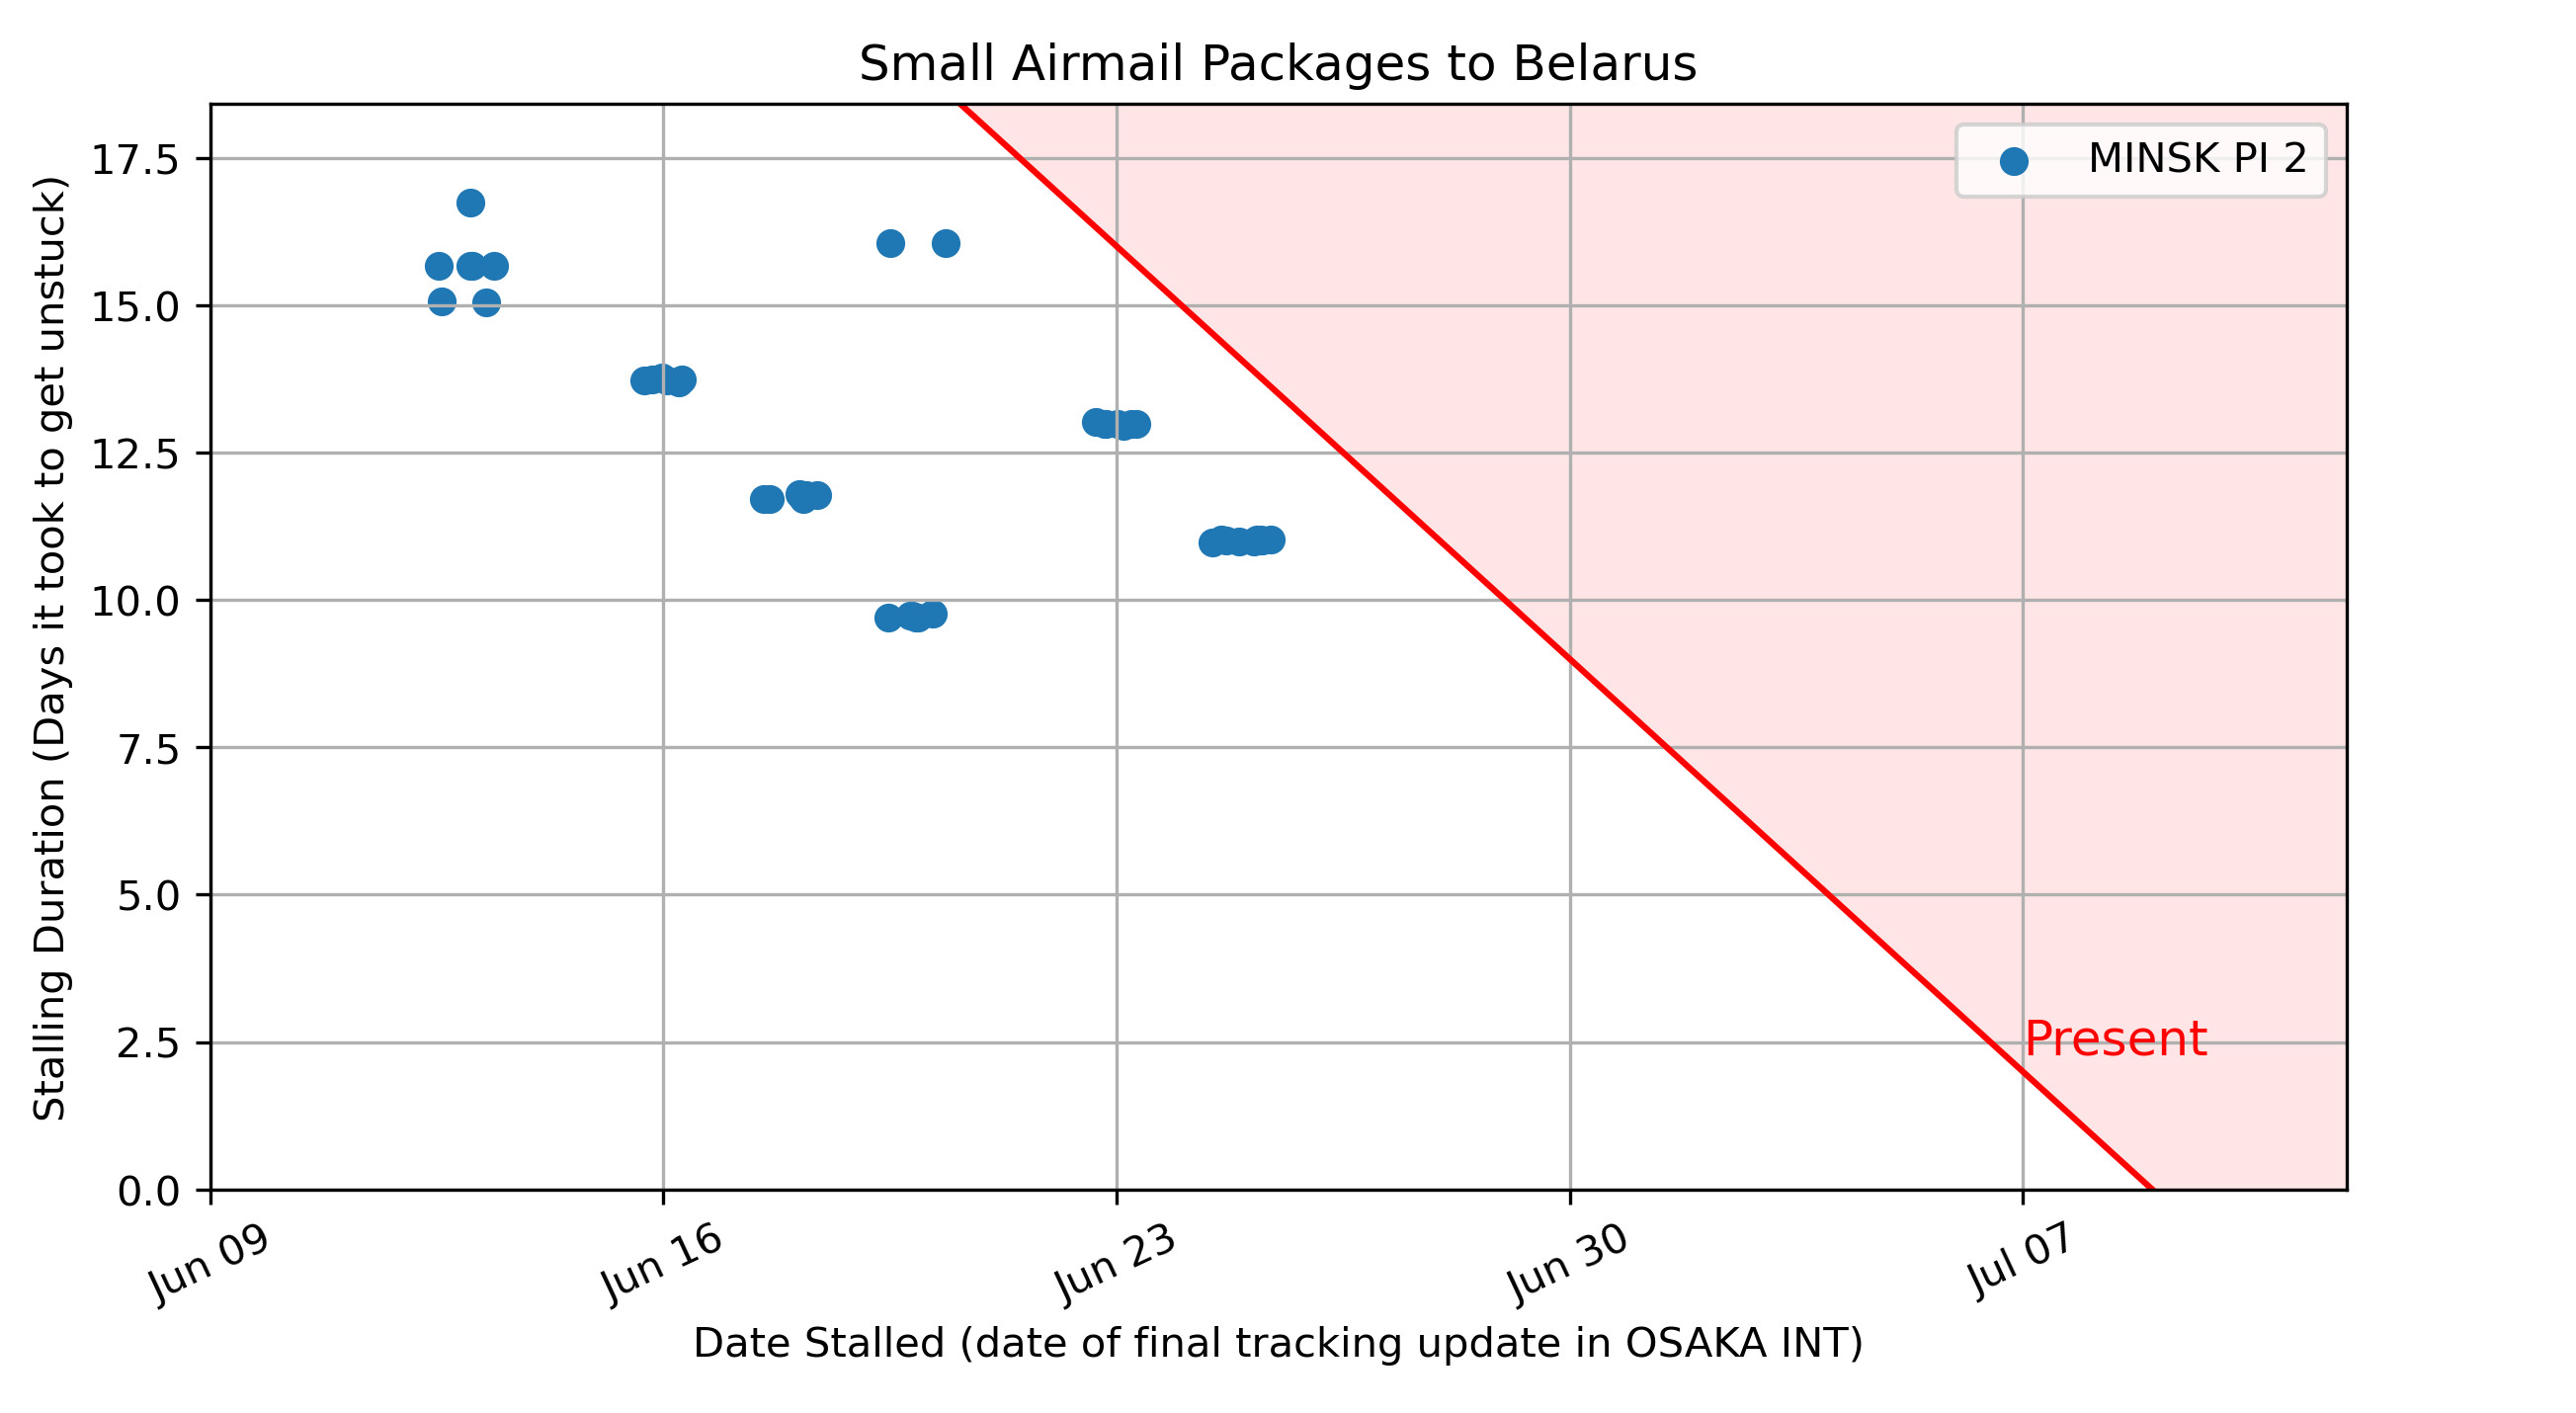 Small Airmail Packages to Belarus
MINSK PI 2
Stalling Duration (Days it took to get unstuck)
17.5
15.0
12.5
10.0
7.5
5.0
2.5
0.0
Present
Jun 09
Jun 16
Jun 23
Jun 30
Jul 07
Date Stalled (date of final tracking update in OSAKA INT)